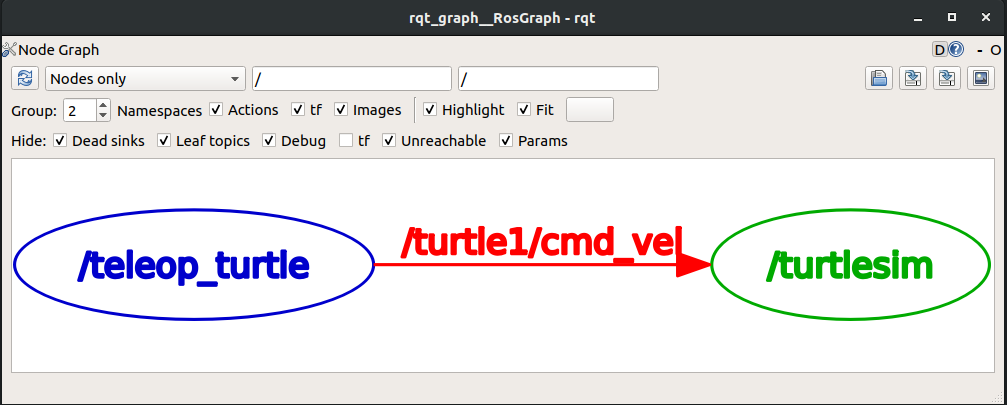 rqt_graph__RosGraph - rqt
Node Graph D ? - O
Nodes only / /
Group: 2 Namespaces Actions tf Images Highlight Fit
Hide: Dead sinks Leaf topics Debug tf Unreachable Params
/teleop_turtle /turtle1/cmd_vel /turtlesim